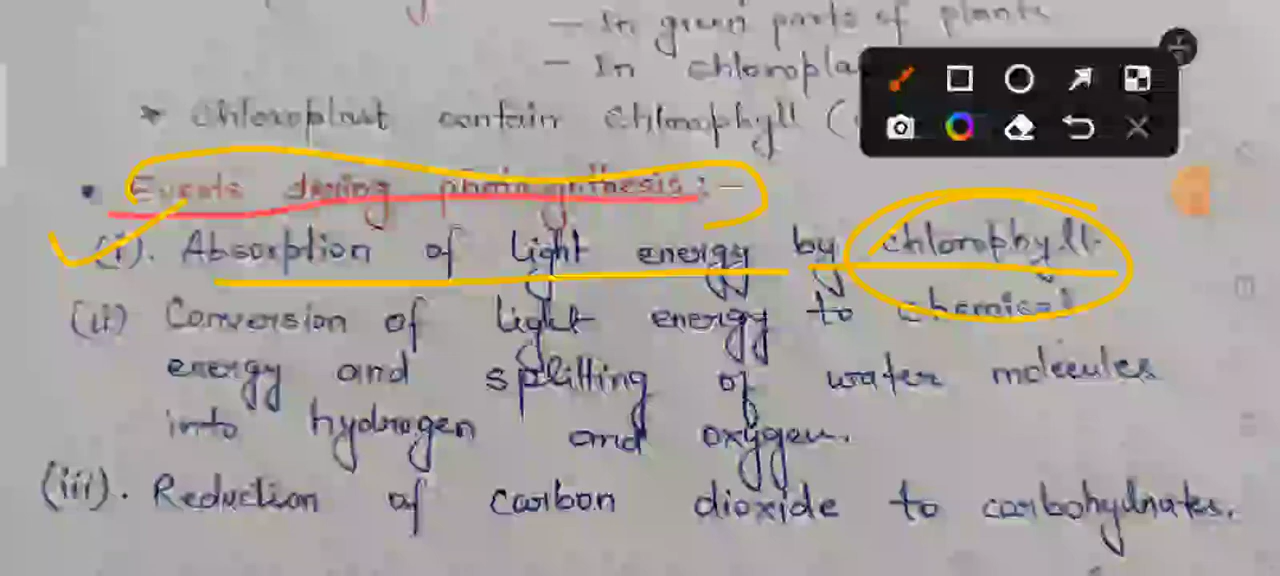 - In green parts of plants
- In chloropla
* Chloroplast contain Chlorophyll (
• Events during photosynthesis :-
(i). Absorption of light energy by chlorophyll.
(ii) Conversion of light energy to chemical
energy and splitting of water molecules
into hydrogen and oxygen.
(iii). Reduction of carbon dioxide to carbohydrates.